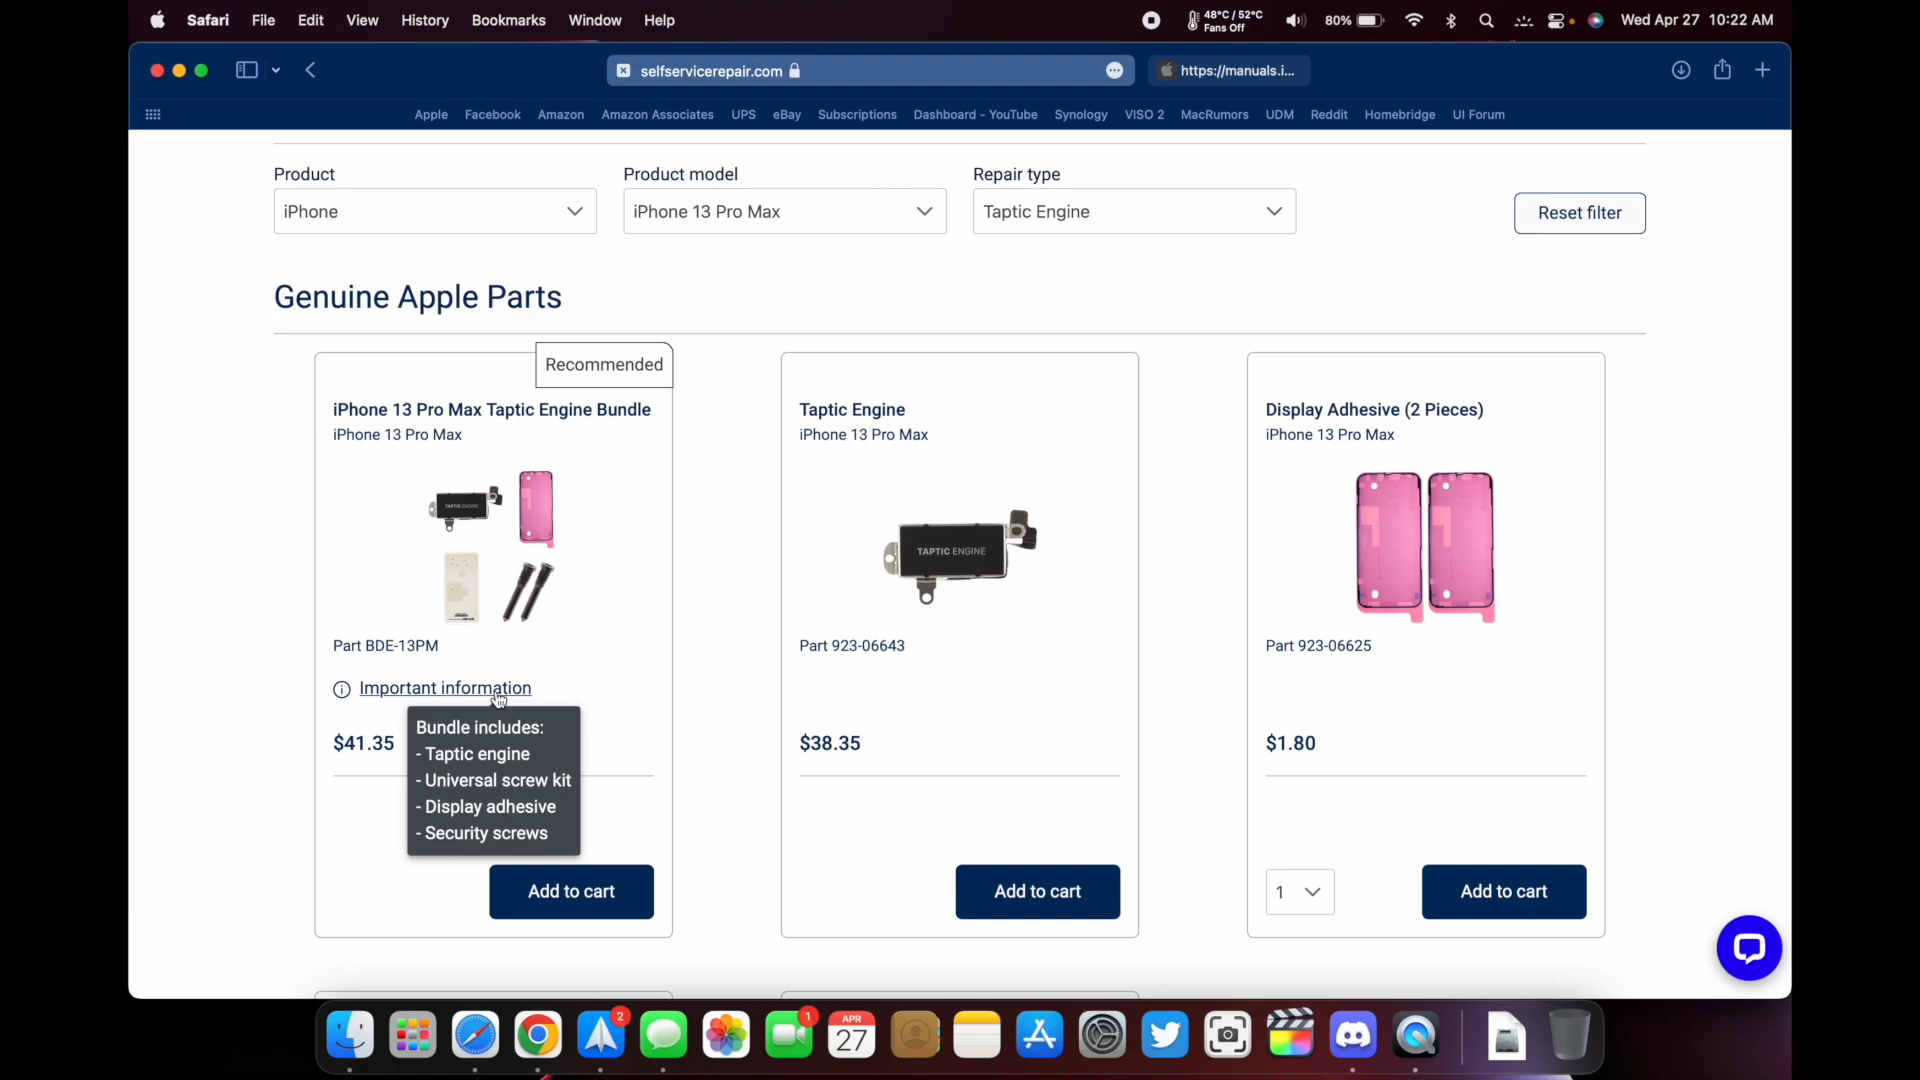 Safari File Edit View History Bookmarks Window Help 48°C / 52°C Fans Off 80% Wed Apr 27 10:22 AM
selfservicerepair.com https://manuals.i...
Apple Facebook Amazon Amazon Associates UPS eBay Subscriptions Dashboard - YouTube Synology VISO 2 MacRumors UDM Reddit Homebridge UI Forum
Product Product model Repair type
iPhone iPhone 13 Pro Max Taptic Engine Reset filter
Genuine Apple Parts
Recommended
iPhone 13 Pro Max Taptic Engine Bundle
iPhone 13 Pro Max
TAPTIC ENGINE
Part BDE-13PM
Important information
$41.35
Bundle includes:
- Taptic engine
- Universal screw kit
- Display adhesive
- Security screws
Add to cart
Taptic Engine
iPhone 13 Pro Max
TAPTIC ENGINE
Part 923-06643
$38.35
Add to cart
Display Adhesive (2 Pieces)
iPhone 13 Pro Max
Part 923-06625
$1.80
1 Add to cart
2 1 APR 27